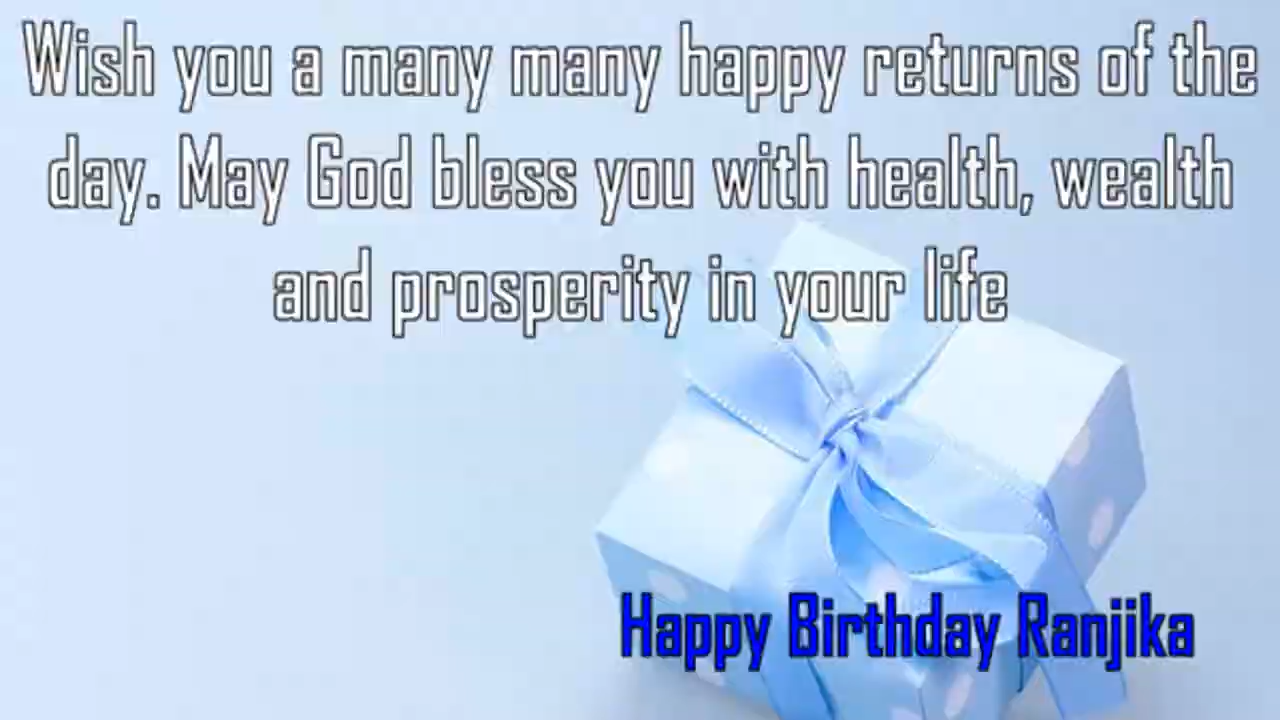 Wish you a many many happy returns of the
day. May God bless you with health, wealth
and prosperity in your life
Happy Birthday Ranjika